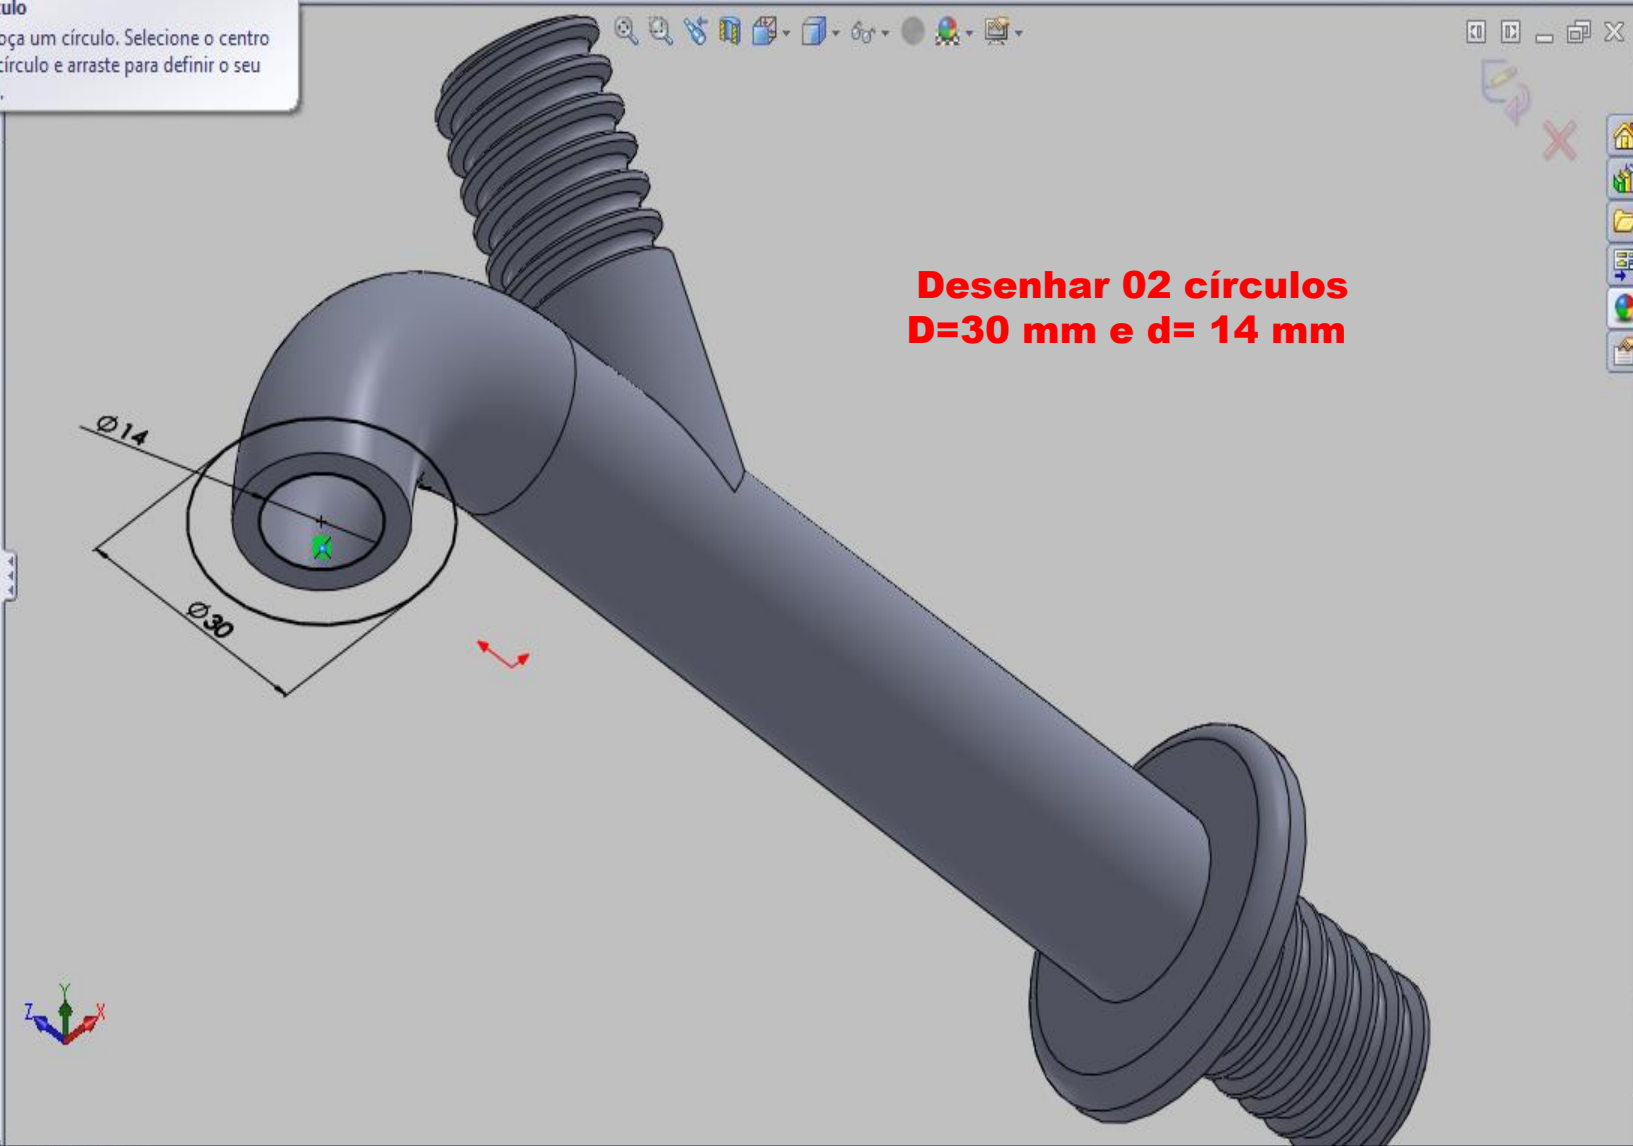 oça um círculo. Selecione o centro
círculo e arraste para definir o seu
Desenhar 02 círculos
D=30 mm e d= 14 mm
Ø14
Ø30
Y
Z
X